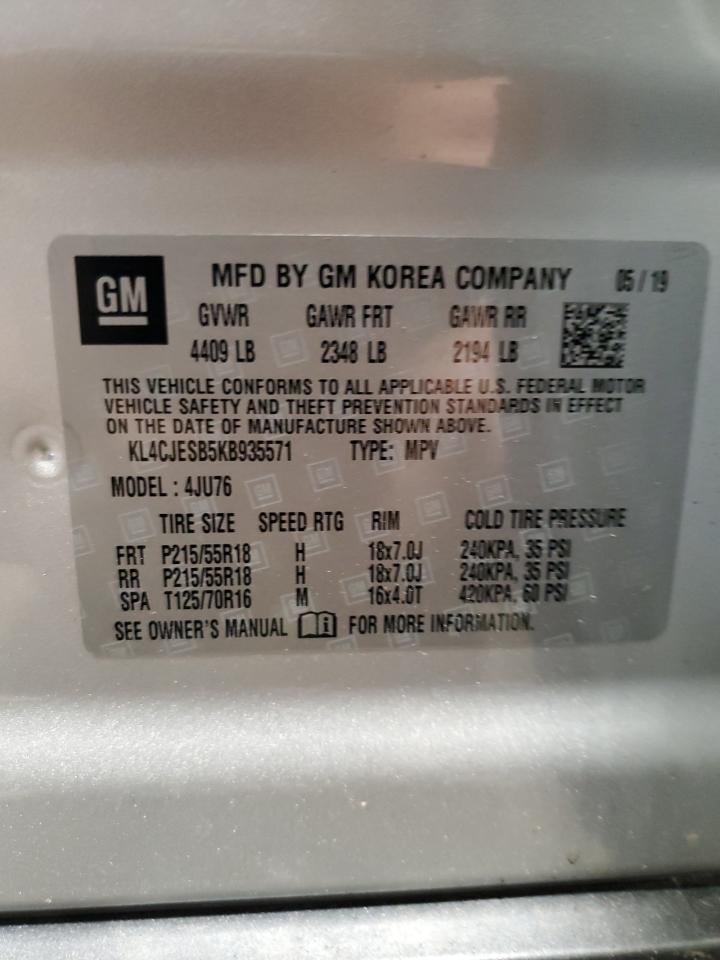 GM MFD BY GM KOREA COMPANY 05 / 19
GVWR GAWR FRT GAWR RR
4409 LB 2348 LB 2194 LB
THIS VEHICLE CONFORMS TO ALL APPLICABLE U.S. FEDERAL MOTOR
VEHICLE SAFETY AND THEFT PREVENTION STANDARDS IN EFFECT
ON THE DATE OF MANUFACTURE SHOWN ABOVE.
KL4CJESB5KB935571 TYPE: MPV
MODEL : 4JU76
TIRE SIZE SPEED RTG RIM COLD TIRE PRESSURE
FRT P215/55R18 H 18x7.0J 240KPA, 35 PSI
RR P215/55R18 H 18x7.0J 240KPA, 35 PSI
SPA T125/70R16 M 16x4.0T 420KPA, 60 PSI
SEE OWNER'S MANUAL i FOR MORE INFORMATION.